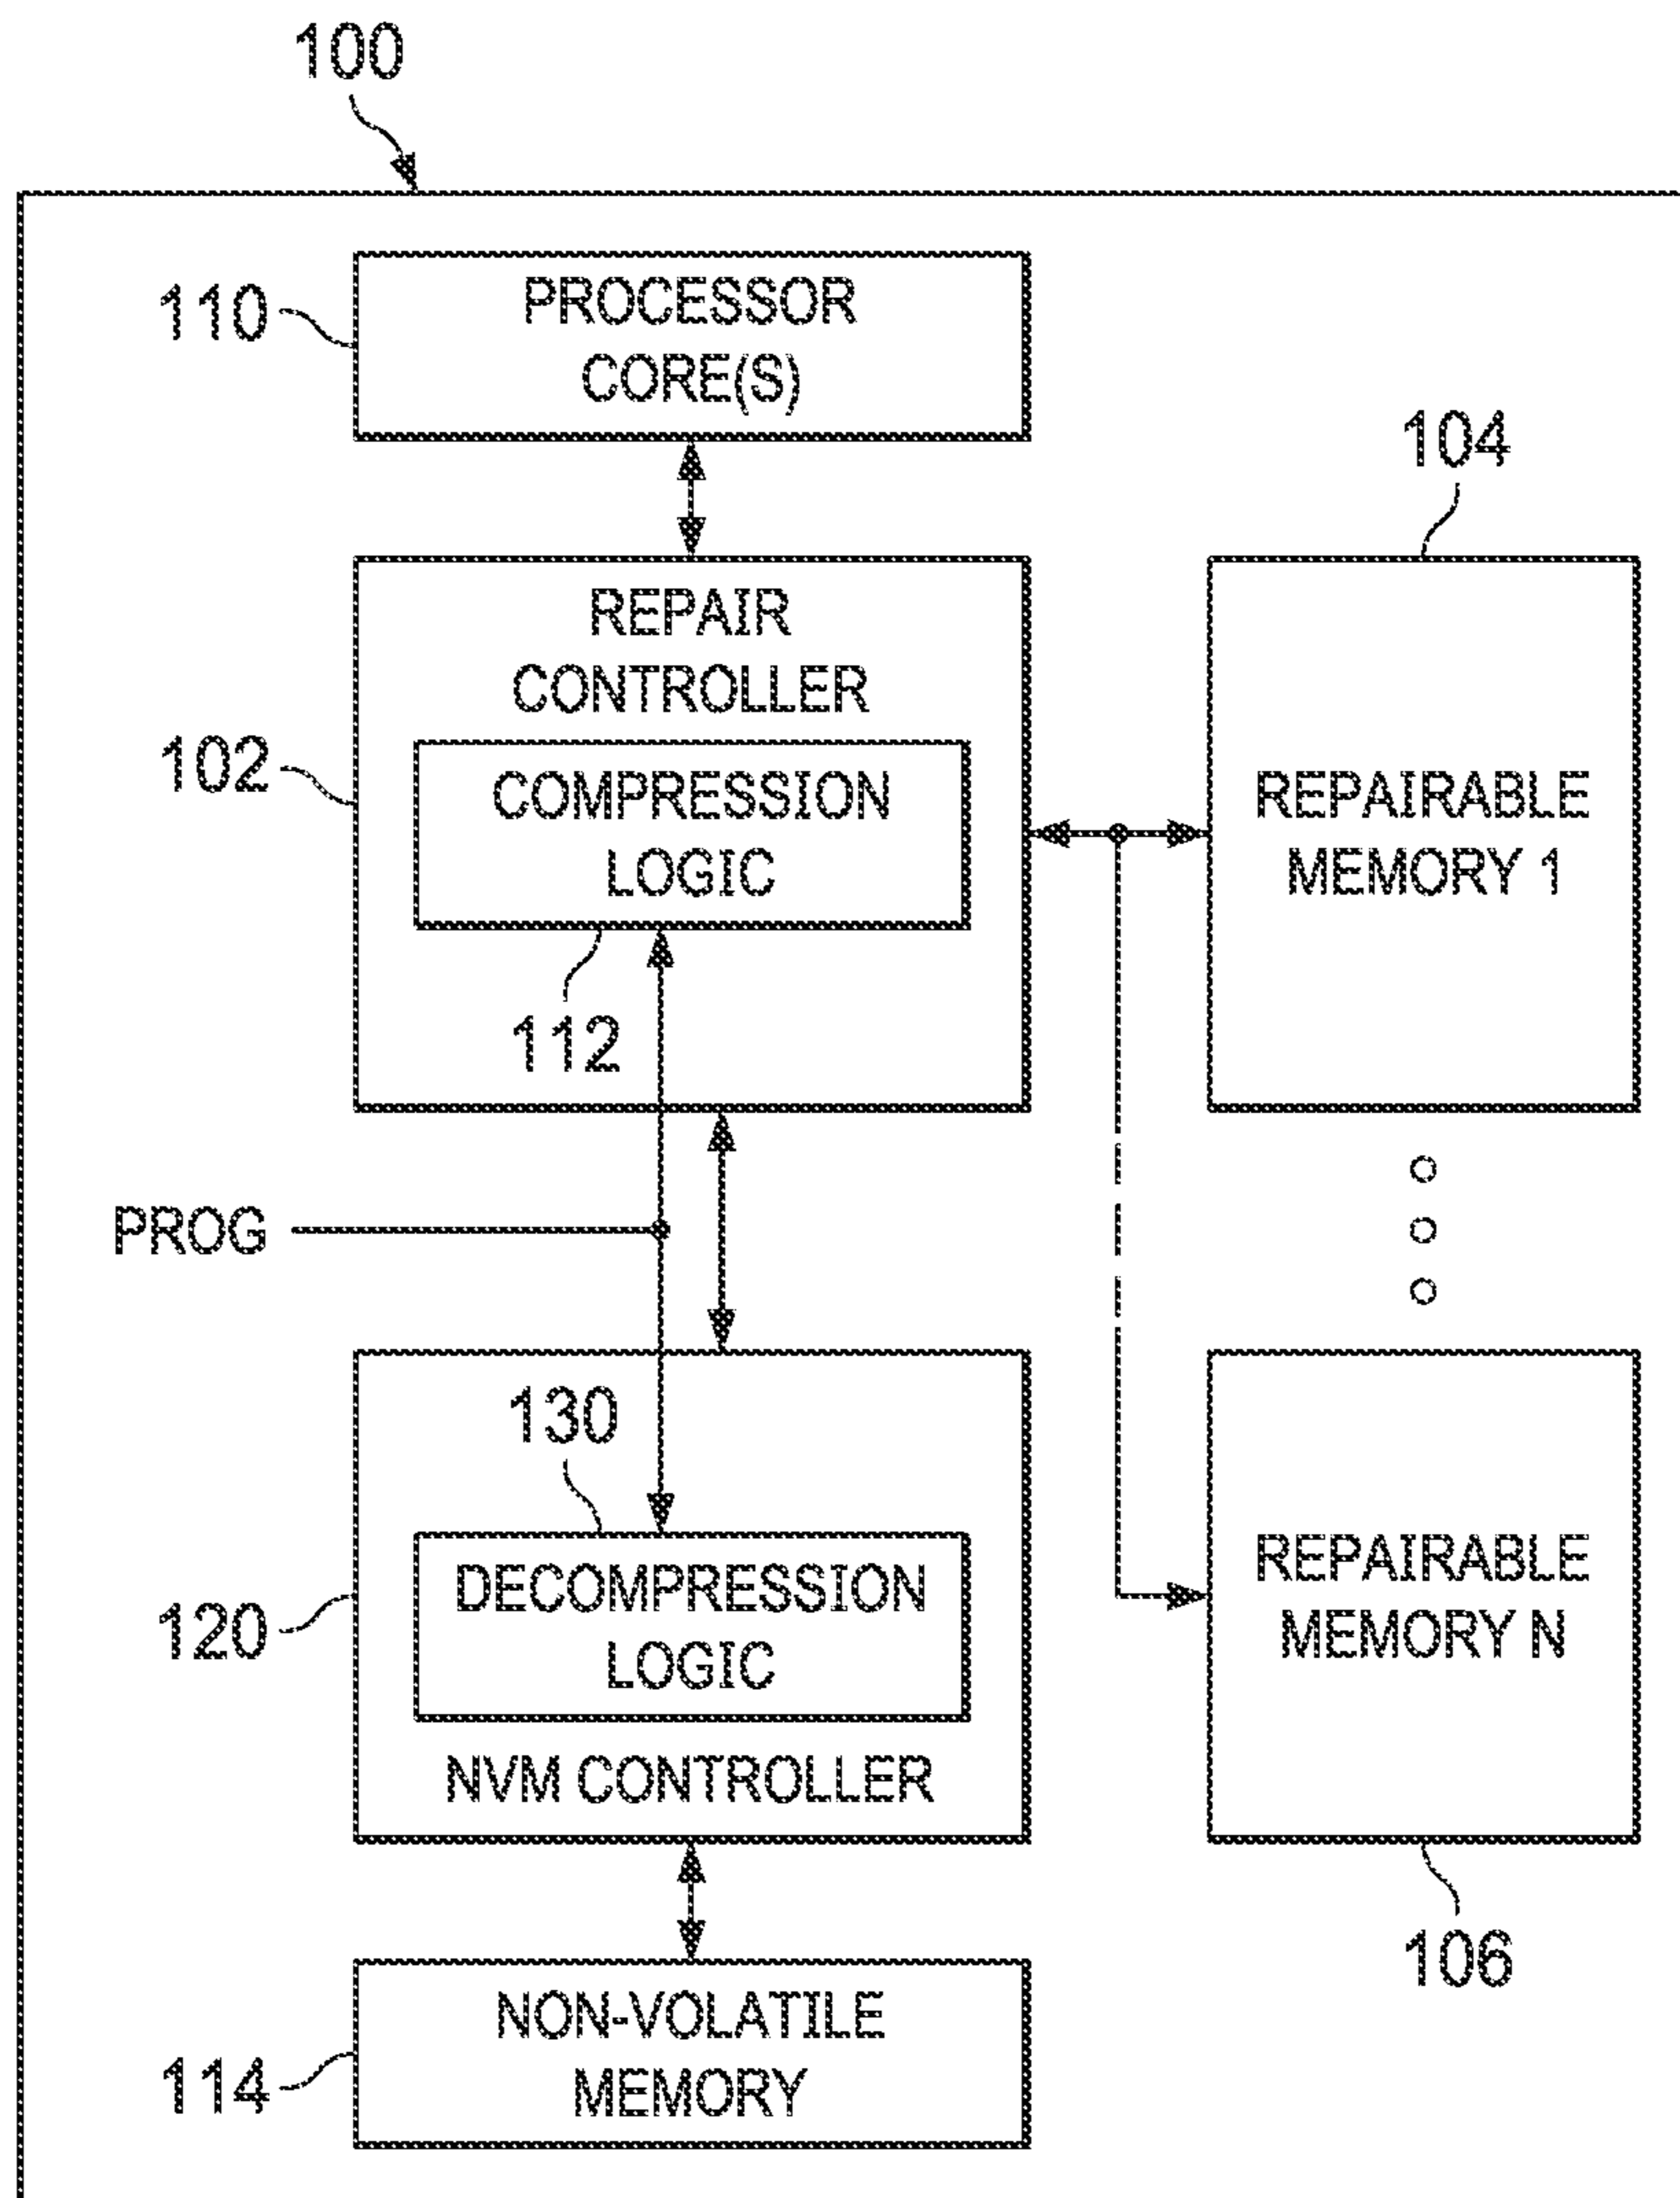 100
110
PROCESSOR
CORE(S)
104
REPAIR
CONTROLLER
102
COMPRESSION
LOGIC
REPAIRABLE
MEMORY 1
112
PROG
130
120
DECOMPRESSION
LOGIC
REPAIRABLE
MEMORY N
NVM CONTROLLER
106
114
NON-VOLATILE
MEMORY